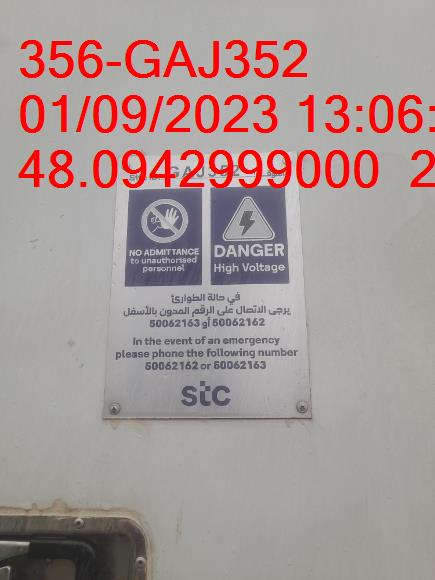 356-GAJ352
01/09/2023 13:06:
48.0942999000 2
GAJ352
NO ADMITTANCE
to unauthorised
personnel
DANGER
High Voltage
في حالة الطوارئ
يرجى الاتصال على الرقم المدون بالأسفل
50062162 أو 50062163
In the event of an emergency
please phone the following number
50062162 or 50062163
stc